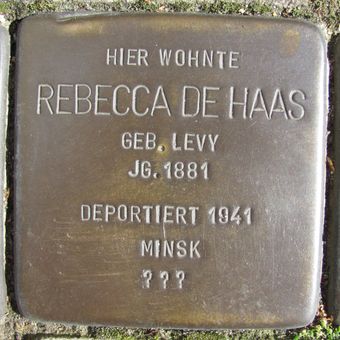 HIER WOHNTE
REBECCA DE HAAS
GEB. LEVY
JG. 1881
DEPORTIERT 1941
MINSK
? ? ?